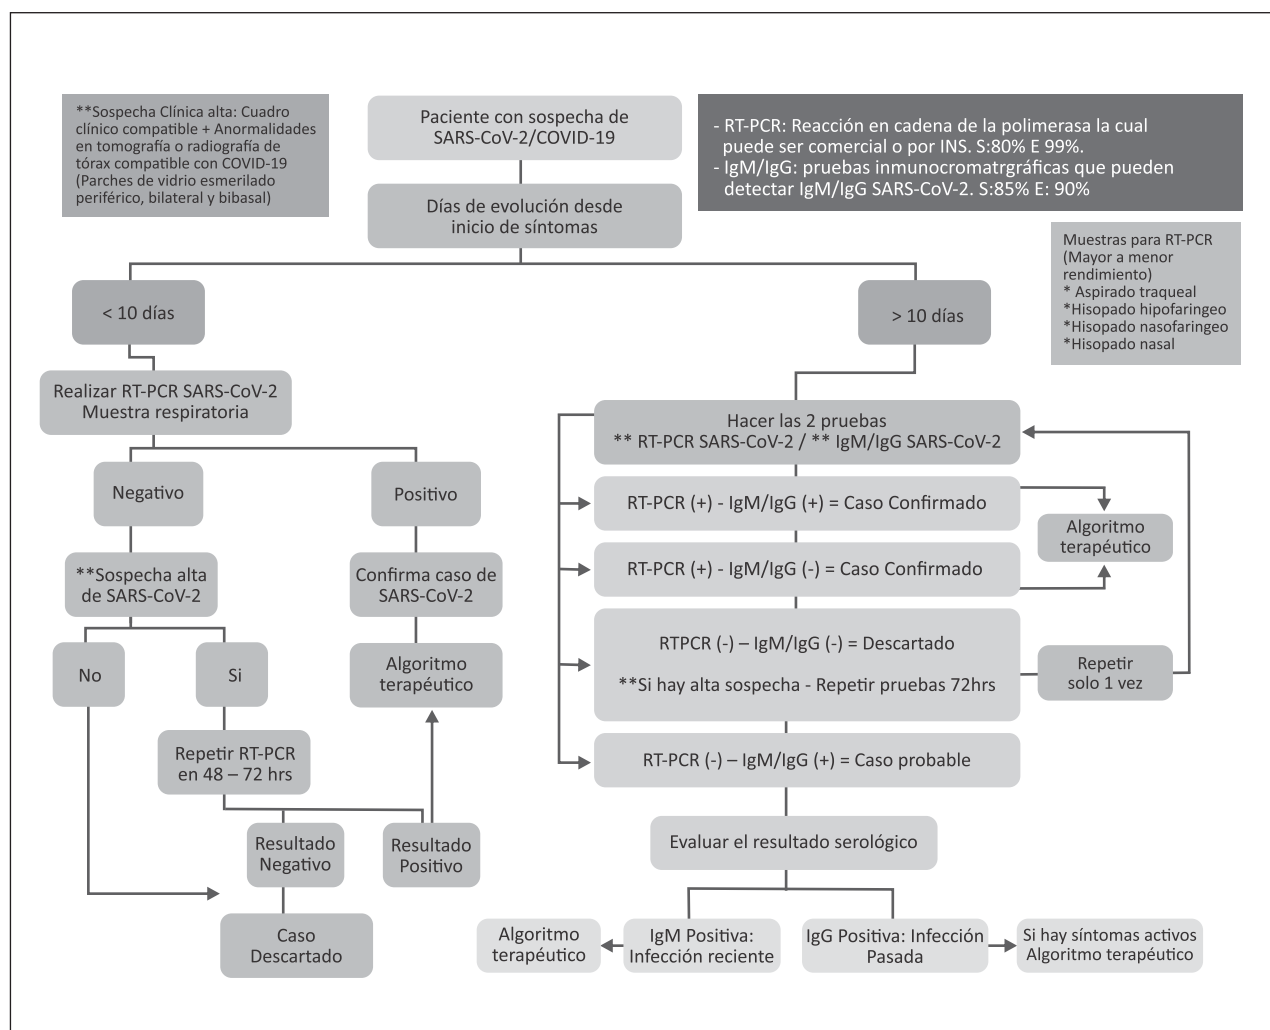 **Sospecha Clínica alta: Cuadro
clínico compatible + Anormalidades
en tomografía o radiografía de
tórax compatible con COVID-19
(Parches de vidrio esmerilado
periférico, bilateral y bibasal)
Paciente con sospecha de
SARS-CoV-2/COVID-19
- RT-PCR: Reacción en cadena de la polimerasa la cual
puede ser comercial o por INS. S:80% E 99%.
- IgM/IgG: pruebas inmunocromatrgráficas que pueden
detectar IgM/IgG SARS-CoV-2. S:85% E: 90%
Días de evolución desde
inicio de síntomas
Muestras para RT-PCR
(Mayor a menor
rendimiento)
* Aspirado traqueal
*Hisopado hipofaringeo
*Hisopado nasofaringeo
*Hisopado nasal
< 10 días
> 10 días
Realizar RT-PCR SARS-CoV-2
Muestra respiratoria
Negativo
Positivo
**Sospecha alta
de SARS-CoV-2
Confirma caso de
SARS-CoV-2
No
Si
Algoritmo
terapéutico
Repetir RT-PCR
en 48 – 72 hrs
Resultado
Negativo
Resultado
Positivo
Caso
Descartado
Hacer las 2 pruebas
** RT-PCR SARS-CoV-2 / ** IgM/IgG SARS-CoV-2
RT-PCR (+) - IgM/IgG (+) = Caso Confirmado
Algoritmo
terapéutico
RT-PCR (+) - IgM/IgG (-) = Caso Confirmado
RTPCR (-) – IgM/IgG (-) = Descartado
**Si hay alta sospecha - Repetir pruebas 72hrs
Repetir
solo 1 vez
RT-PCR (-) – IgM/IgG (+) = Caso probable
Evaluar el resultado serológico
Algoritmo
terapéutico
IgM Positiva:
Infección reciente
IgG Positiva: Infección
Pasada
Si hay síntomas activos
Algoritmo terapéutico